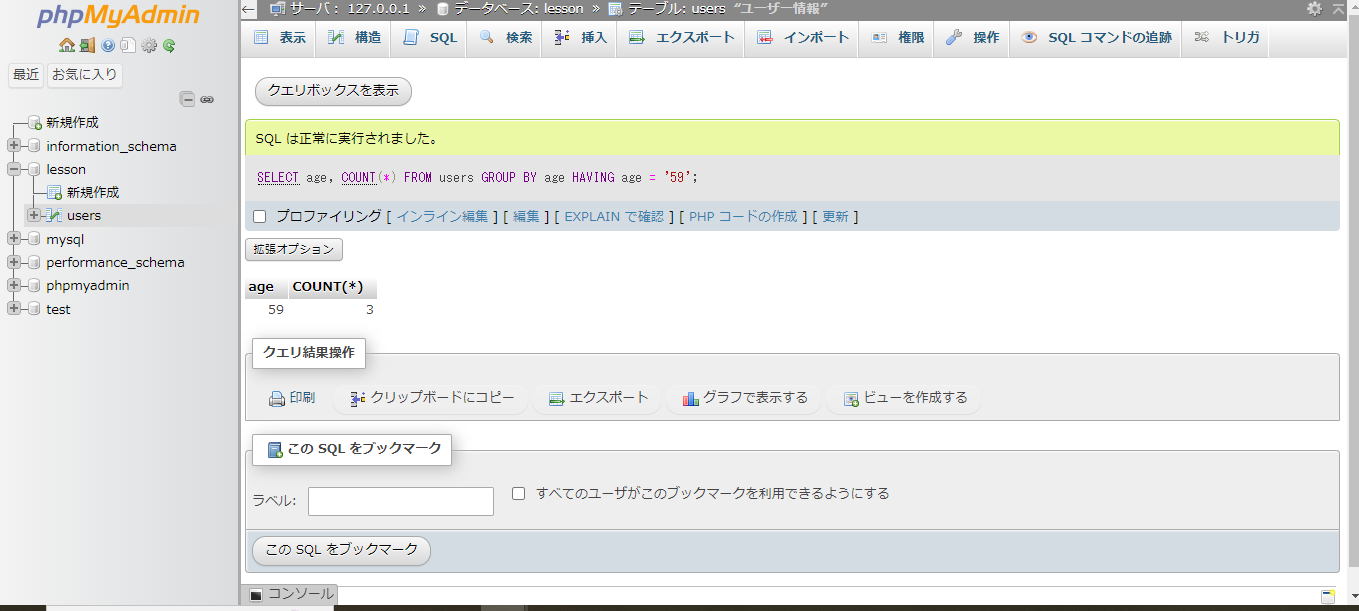 phpMyAdmin
最近 お気に入り
新規作成
information_schema
lesson
新規作成
users
mysql
performance_schema
phpmyadmin
test
サーバ: 127.0.0.1 » データベース: lesson » テーブル: users “ユーザー情報”
表示 構造 SQL 検索 挿入 エクスポート インポート 権限 操作 SQL コマンドの追跡 トリガ
クエリボックスを表示
SQL は正常に実行されました。
SELECT age, COUNT(*) FROM users GROUP BY age HAVING age = '59';
プロファイリング [ インライン編集 ] [ 編集 ] [ EXPLAIN で確認 ] [ PHP コードの作成 ] [ 更新 ]
拡張オプション
age COUNT(*)
59 3
クエリ結果操作
印刷 クリップボードにコピー エクスポート グラフで表示する ビューを作成する
この SQL をブックマーク
ラベル: すべてのユーザがこのブックマークを利用できるようにする
この SQL をブックマーク
コンソール